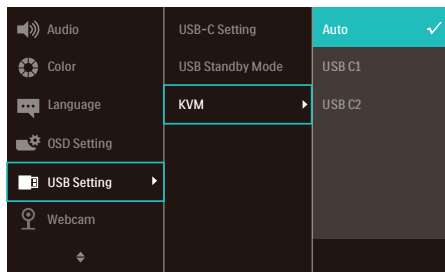 Audio
Color
Language
OSD Setting
USB Setting
Webcam
USB-C Setting
USB Standby Mode
KVM
Auto
USB C1
USB C2